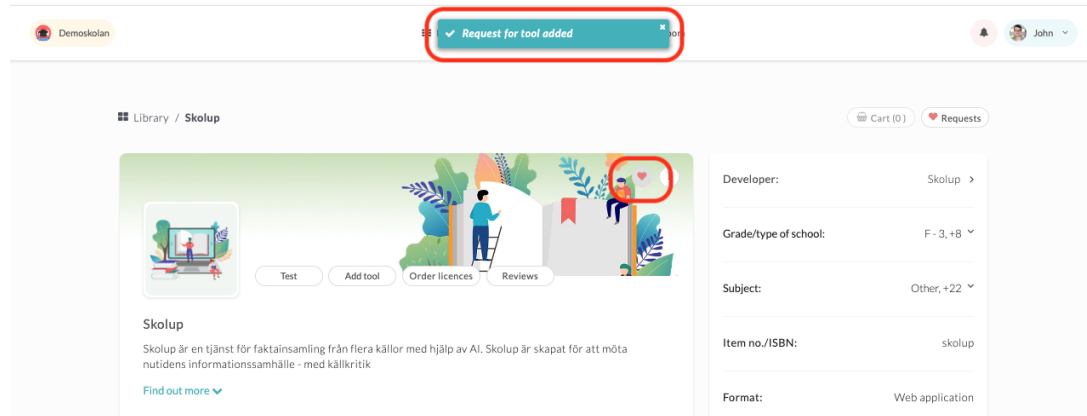 Demoskolan
Request for tool added
John
Library / Skolup
Cart (0)
Requests
Developer:
Skolup
Grade/type of school:
F - 3, +8
Test
Add tool
Order licences
Reviews
Subject:
Other, +22
Skolup
Skolup är en tjänst för faktainsamling från flera källor med hjälp av AI. Skolup är skapat för att möta
nutidens informationssamhälle - med källkritik
Item no./ISBN:
skolup
Find out more
Format:
Web application